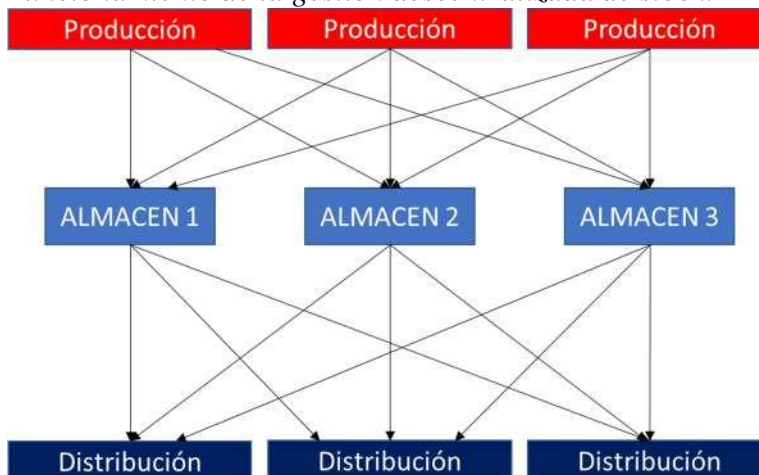 Producción Producción Producción
ALMACEN 1 ALMACEN 2 ALMACEN 3
Distribución Distribución Distribución